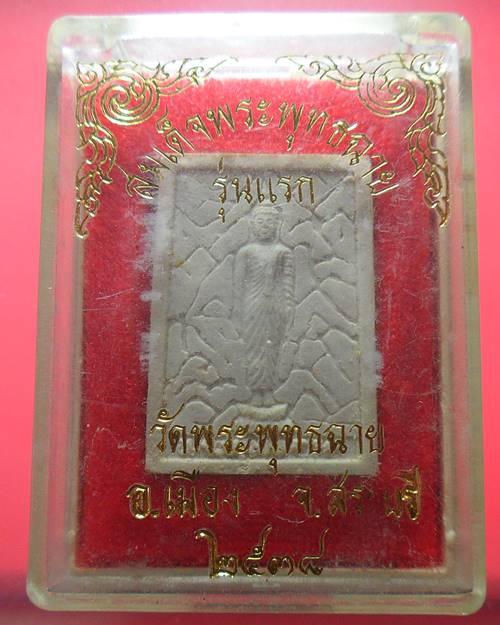 สมเด็จพระพุทธฉาย
รุ่นแรก
วัดพระพุทธฉาย
อ.เมือง จ.สระบุรี
๒๕๓๘